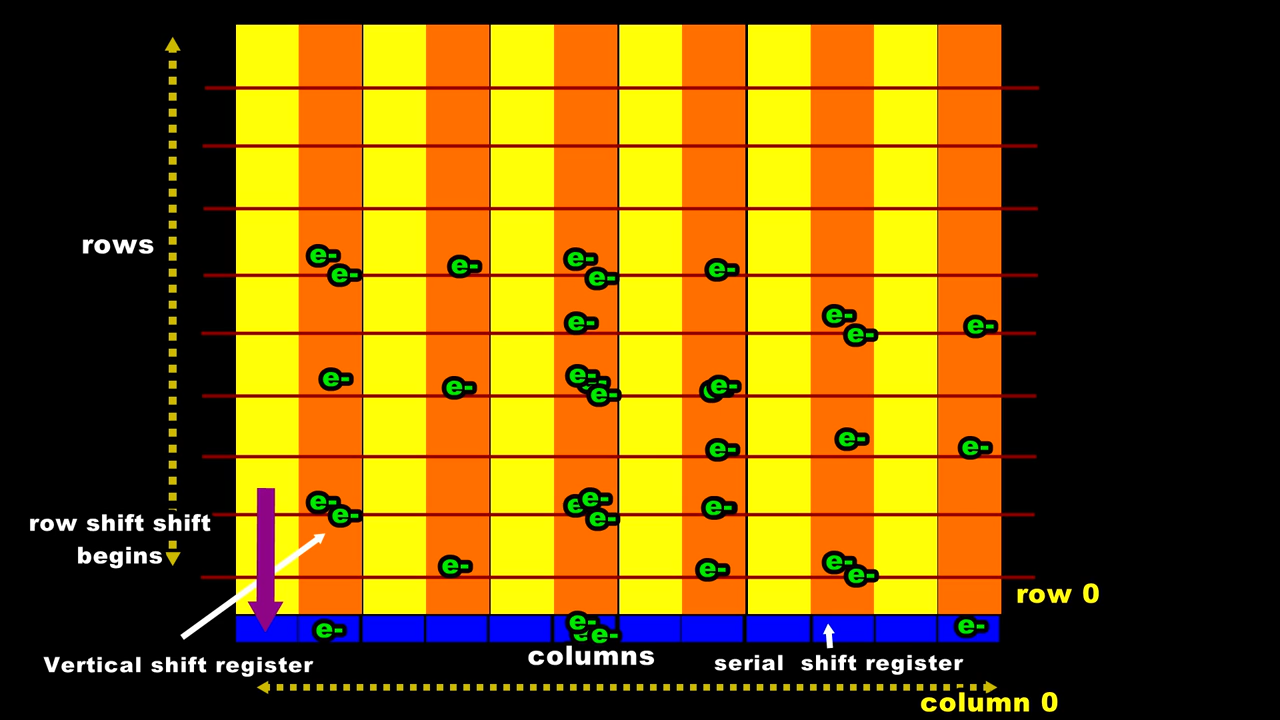 rows
e- e- e- e- e- e-
e- e- e- e-
e- e- e- e- e-
e- e- e-
row shift shift
begins
e- e- e- e- e- e-
e- e- e- e-
row 0
e- e- e- e-
Vertical shift register
columns
serial shift register
column 0